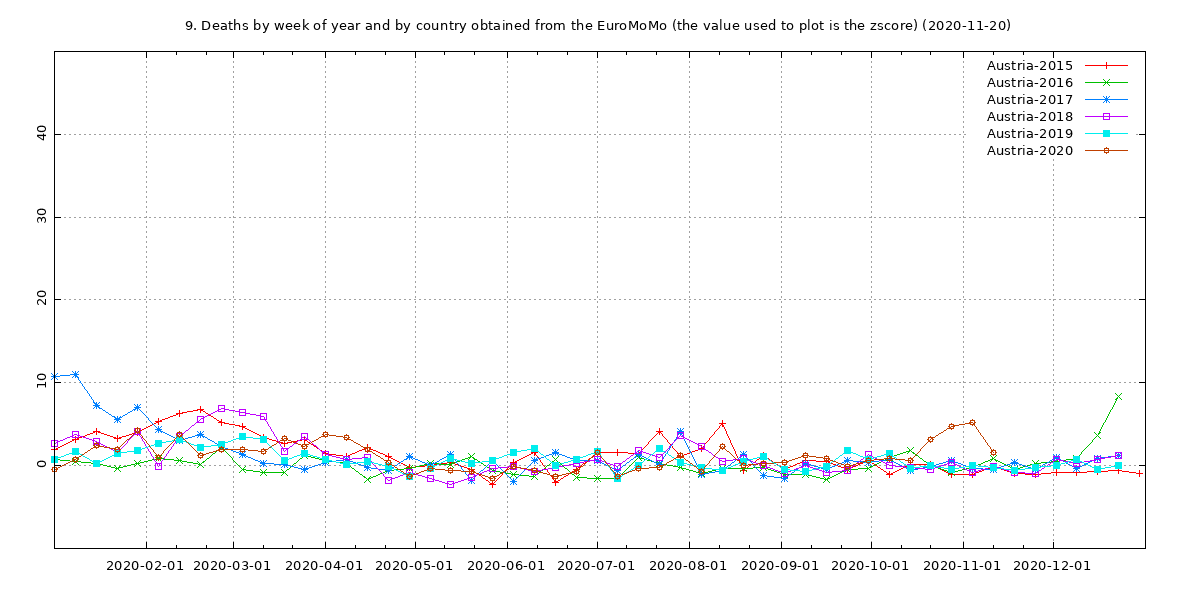 9. Deaths by week of year and by country obtained from the EuroMoMo (the value used to plot is the zscore) (2020-11-20)
Austria-2015
Austria-2016
Austria-2017
Austria-2018
Austria-2019
Austria-2020
40
30
20
10
0
2020-02-01 2020-03-01 2020-04-01 2020-05-01 2020-06-01 2020-07-01 2020-08-01 2020-09-01 2020-10-01 2020-11-01 2020-12-01